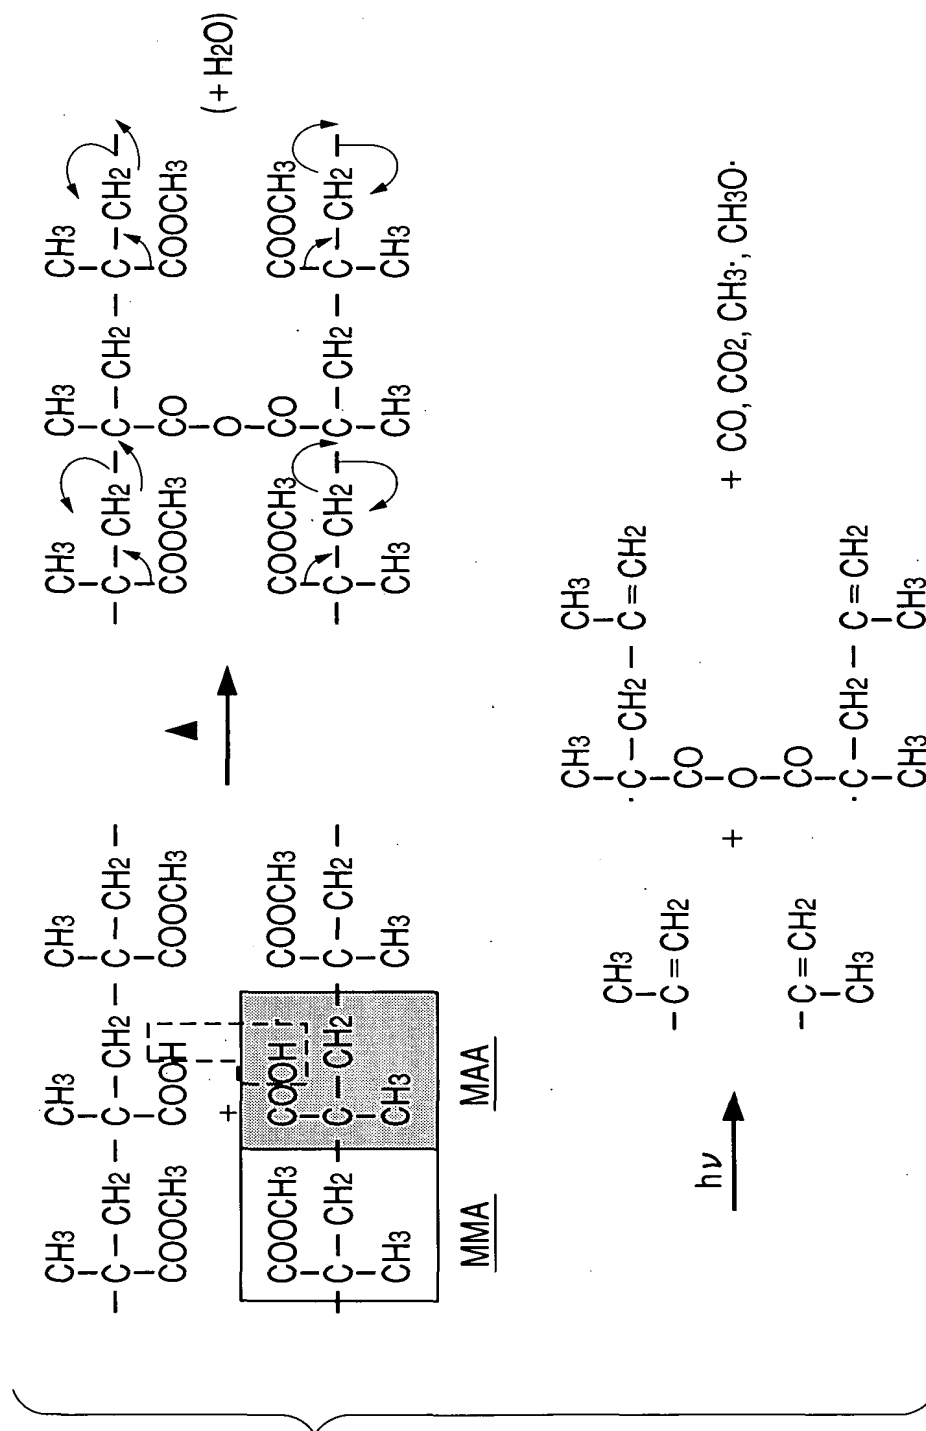 CH3 CH3 CH3
– C – CH2 – C – CH2 – C – CH2 –
COOCH3 COOH COOCH3
+
COOCH3 COOH COOCH3
– C – CH2 – C – CH2 – C – CH2 –
CH3 CH3 CH3
MMA MAA
CH3 CH3 CH3
– C – CH2 – C – CH2 – C – CH2 –
COOCH3 CO COOCH3
O
(+ H2O)
COOCH3 CO COOCH3
– C – CH2 – C – CH2 – C – CH2 –
CH3 CH3 CH3
hν
CH3 CH3 CH3
– C = CH2 · C – CH2 – C = CH2
CO
+ O + CO, CO2, CH3·, CH3O·
CO
– C = CH2 · C – CH2 – C = CH2
CH3 CH3 CH3